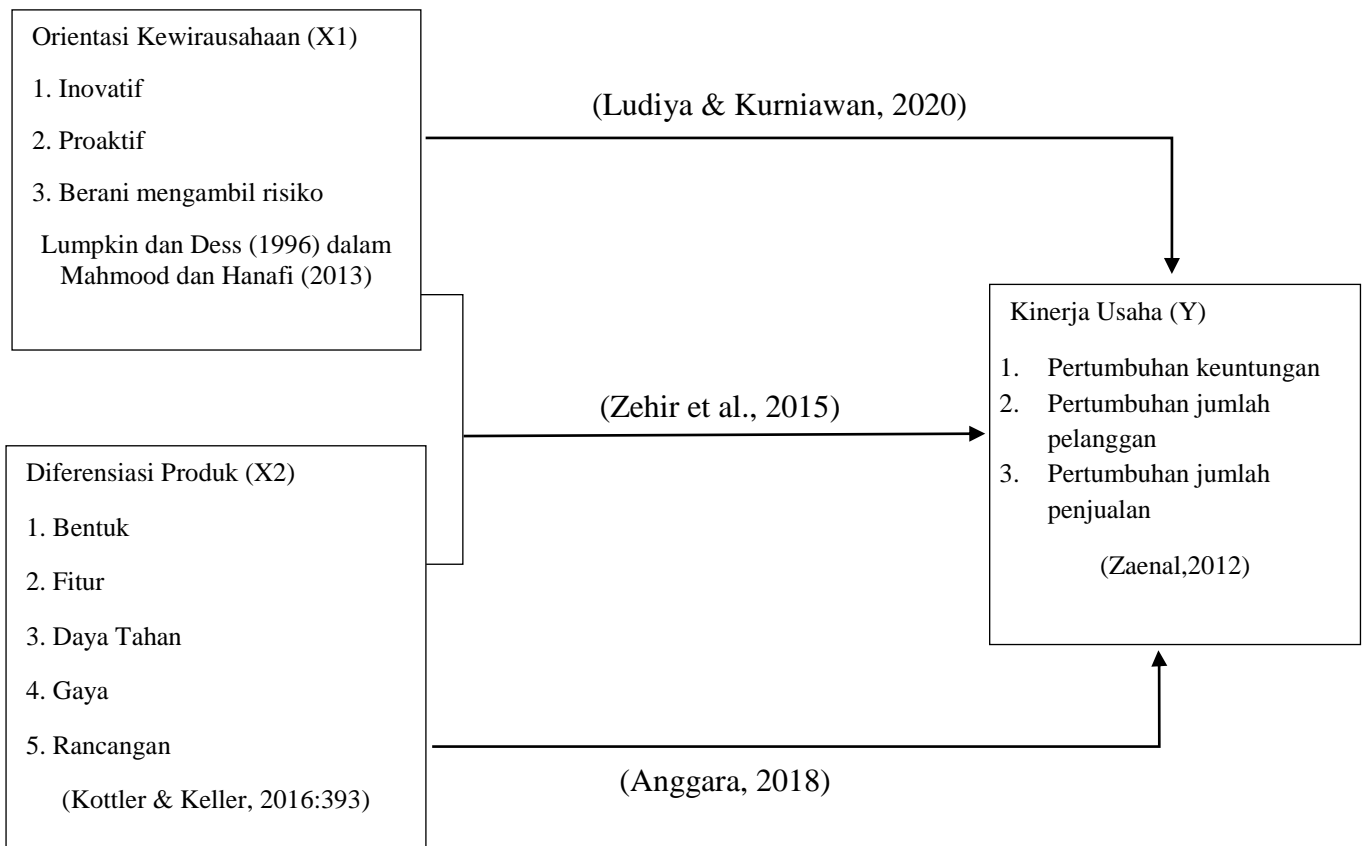 Orientasi Kewirausahaan (X1)
1. Inovatif
2. Proaktif
3. Berani mengambil risiko
Lumpkin dan Dess (1996) dalam
Mahmood dan Hanafi (2013)
(Ludiya & Kurniawan, 2020)
(Zehir et al., 2015)
Kinerja Usaha (Y)
1. Pertumbuhan keuntungan
2. Pertumbuhan jumlah
pelanggan
3. Pertumbuhan jumlah
penjualan
(Zaenal,2012)
Diferensiasi Produk (X2)
1. Bentuk
2. Fitur
3. Daya Tahan
4. Gaya
5. Rancangan
(Kottler & Keller, 2016:393)
(Anggara, 2018)